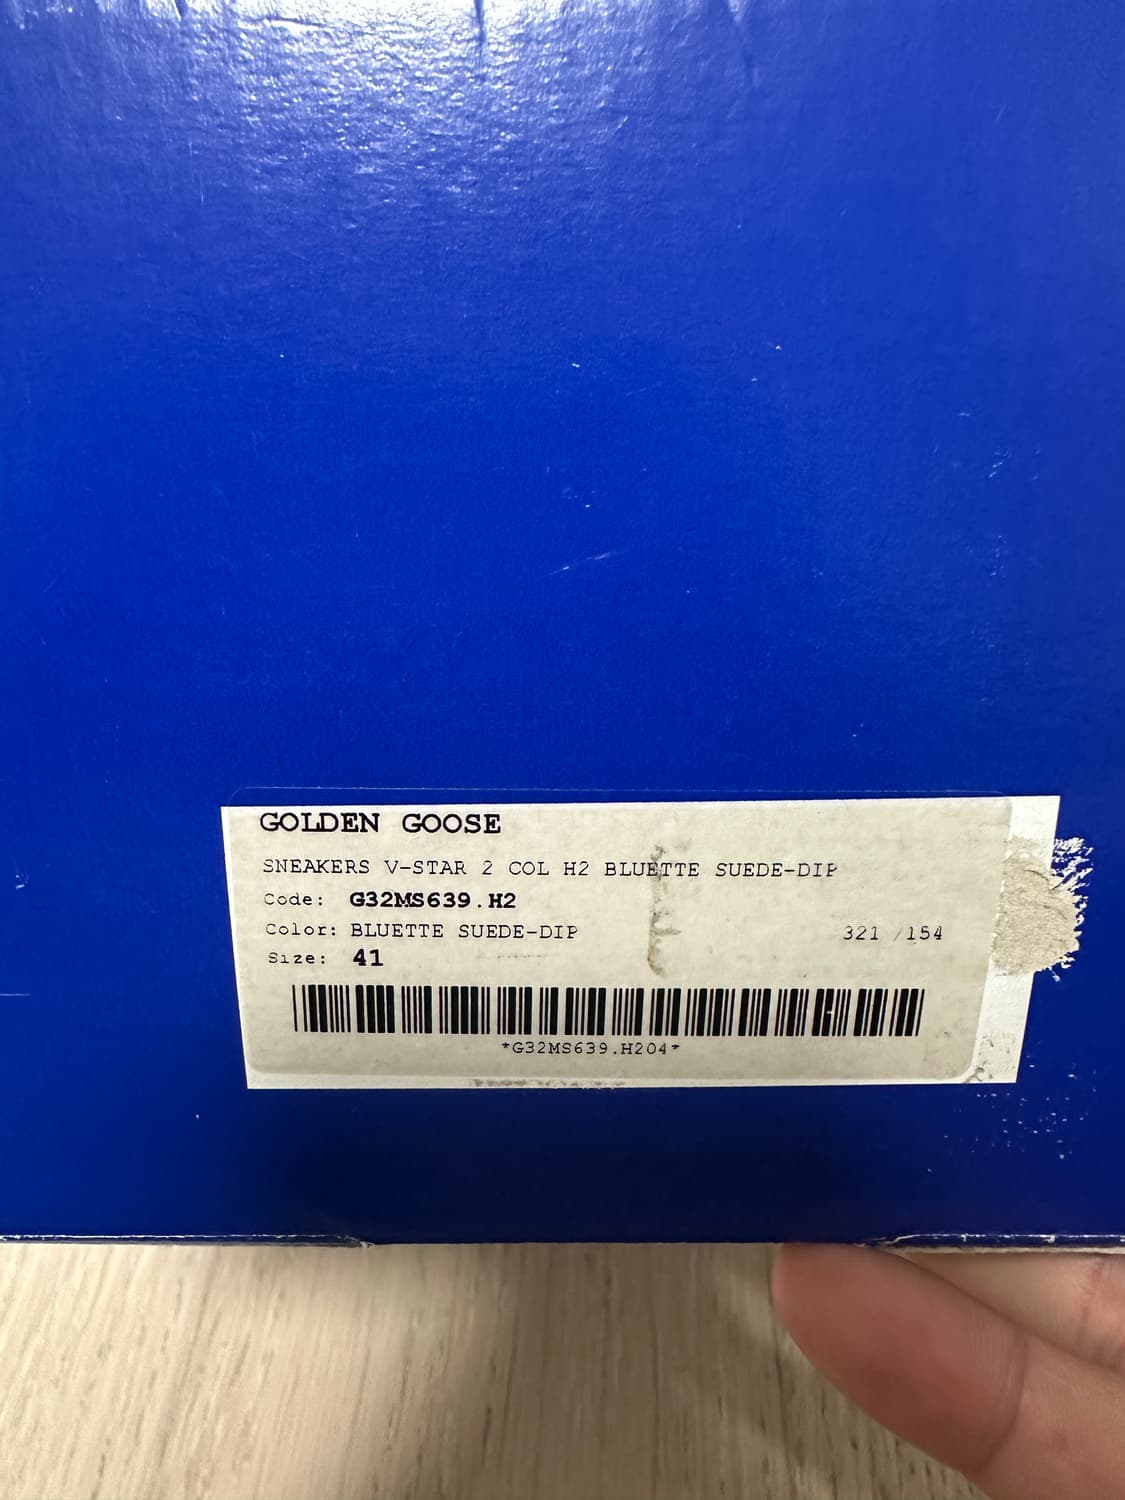 GOLDEN GOOSE
SNEAKERS V-STAR 2 COL H2 BLUETTE SUEDE-DIP
Code: G32MS639.H2
Color: BLUETTE SUEDE-DIP 321 /154
Size: 41
*G32MS639.H204*